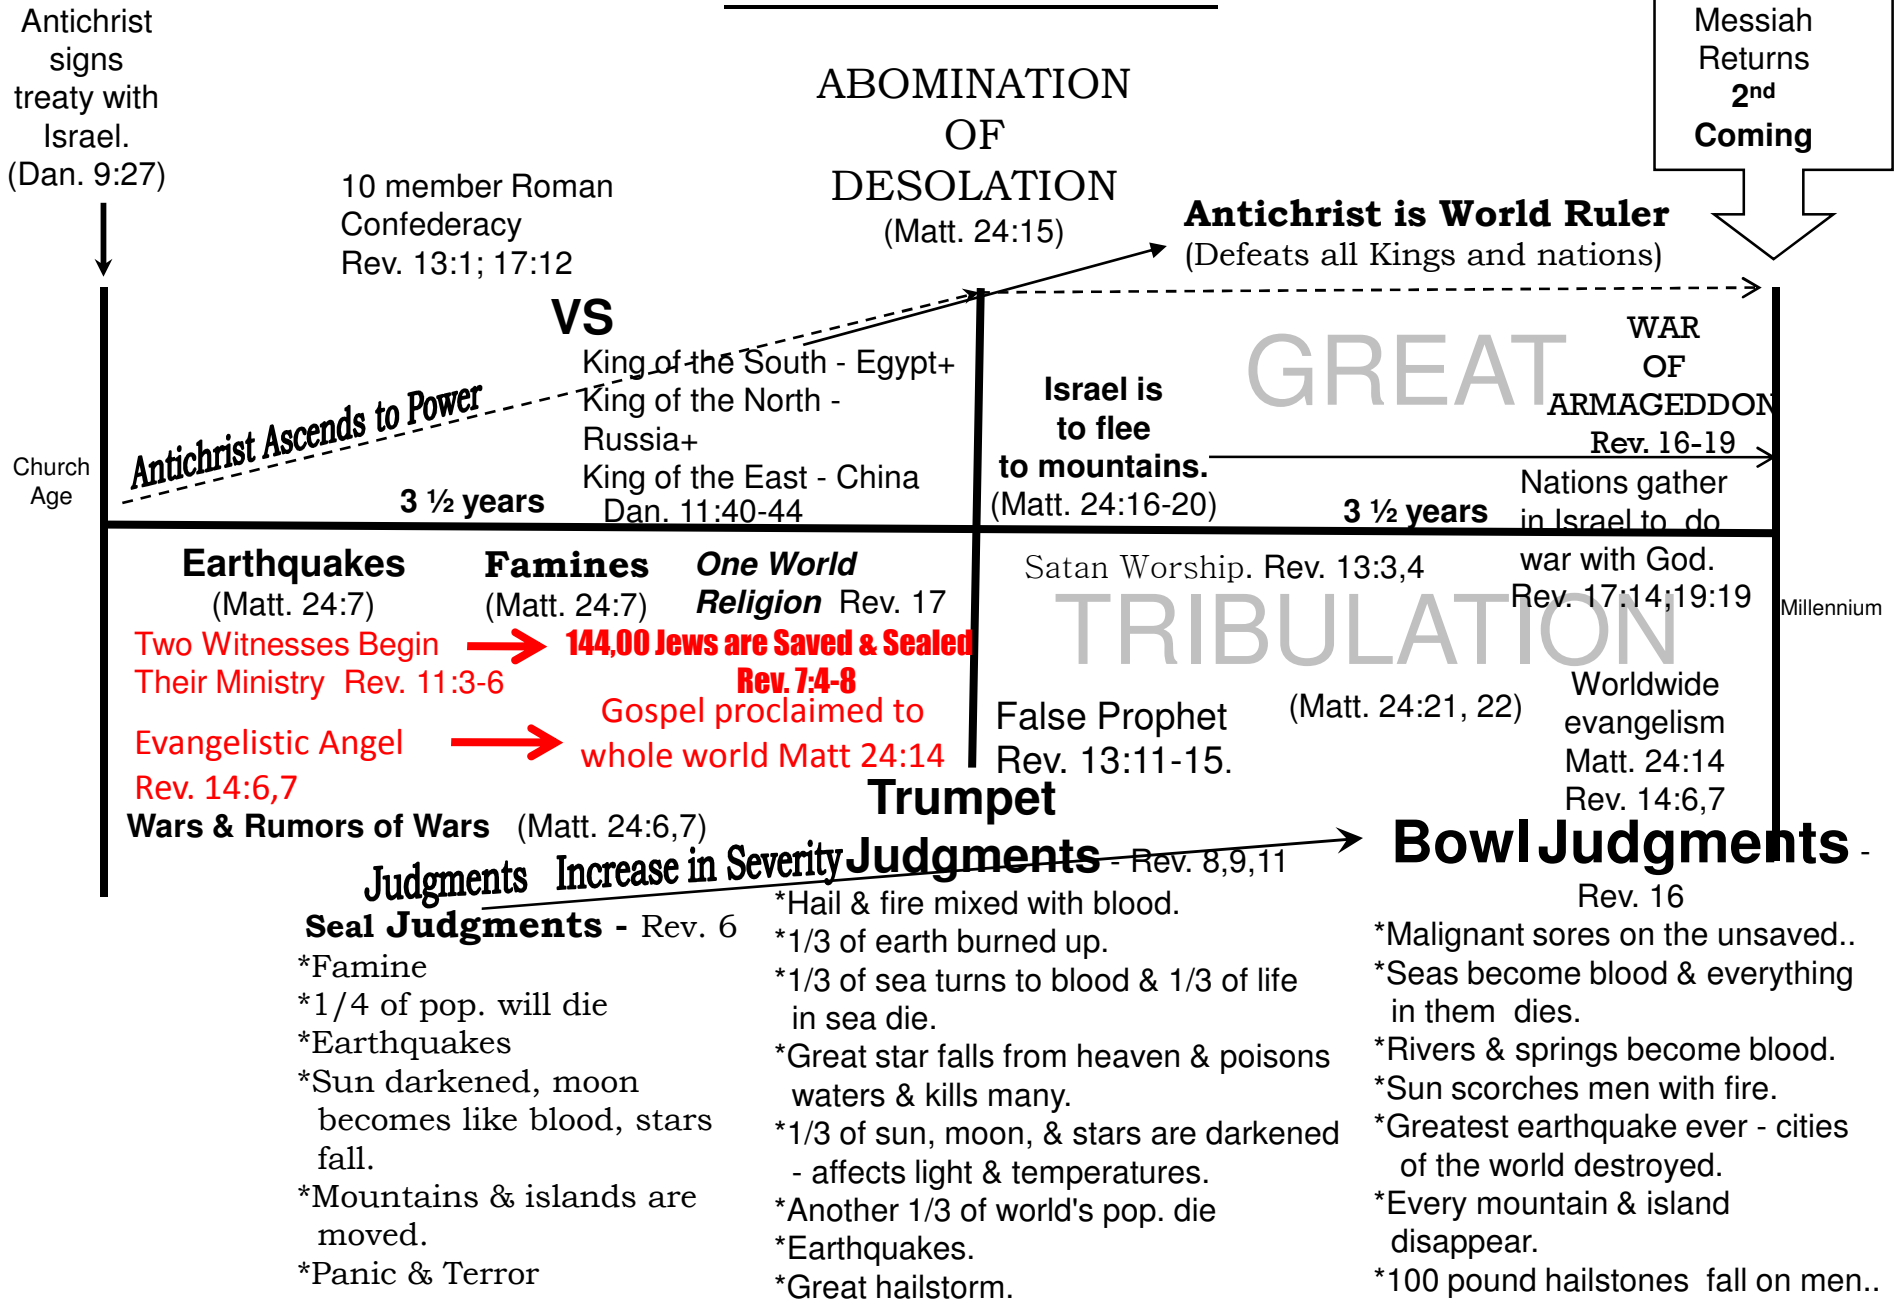 Antichrist
signs
treaty with
Israel.
(Dan. 9:27)
10 member Roman
Confederacy
Rev. 13:1; 17:12
ABOMINATION
OF
DESOLATION
(Matt. 24:15)
Messiah
Returns
2nd
Coming
Antichrist is World Ruler
(Defeats all Kings and nations)
VS
King of the South - Egypt+
King of the North -
Russia+
King of the East - China
Dan. 11:40-44
Antichrist Ascends to Power
Church
Age
3 ½ years
Israel is
to flee
to mountains.
(Matt. 24:16-20)
GREAT
WAR
OF
ARMAGEDDON
Rev. 16-19
3 ½ years
Nations gather
in Israel to do
war with God.
Rev. 17:14;19:19
Millennium
Earthquakes
(Matt. 24:7)
Famines
(Matt. 24:7)
One World
Religion Rev. 17
Two Witnesses Begin
Their Ministry Rev. 11:3-6
144,00 Jews are Saved & Sealed
Rev. 7:4-8
Evangelistic Angel
Rev. 14:6,7
Gospel proclaimed to
whole world Matt 24:14
Wars & Rumors of Wars (Matt. 24:6,7)
Satan Worship. Rev. 13:3,4
TRIBULATION
(Matt. 24:21, 22)
False Prophet
Rev. 13:11-15.
Worldwide
evangelism
Matt. 24:14
Rev. 14:6,7
Judgments Increase in Severity
Seal Judgments - Rev. 6
*Famine
*1/4 of pop. will die
*Earthquakes
*Sun darkened, moon
becomes like blood, stars
fall.
*Mountains & islands are
moved.
*Panic & Terror
Trumpet
Judgments - Rev. 8,9,11
*Hail & fire mixed with blood.
*1/3 of earth burned up.
*1/3 of sea turns to blood & 1/3 of life
in sea die.
*Great star falls from heaven & poisons
waters & kills many.
*1/3 of sun, moon, & stars are darkened
- affects light & temperatures.
*Another 1/3 of world's pop. die
*Earthquakes.
*Great hailstorm.
Bowl Judgments -
Rev. 16
*Malignant sores on the unsaved..
*Seas become blood & everything
in them dies.
*Rivers & springs become blood.
*Sun scorches men with fire.
*Greatest earthquake ever - cities
of the world destroyed.
*Every mountain & island
disappear.
*100 pound hailstones fall on men..